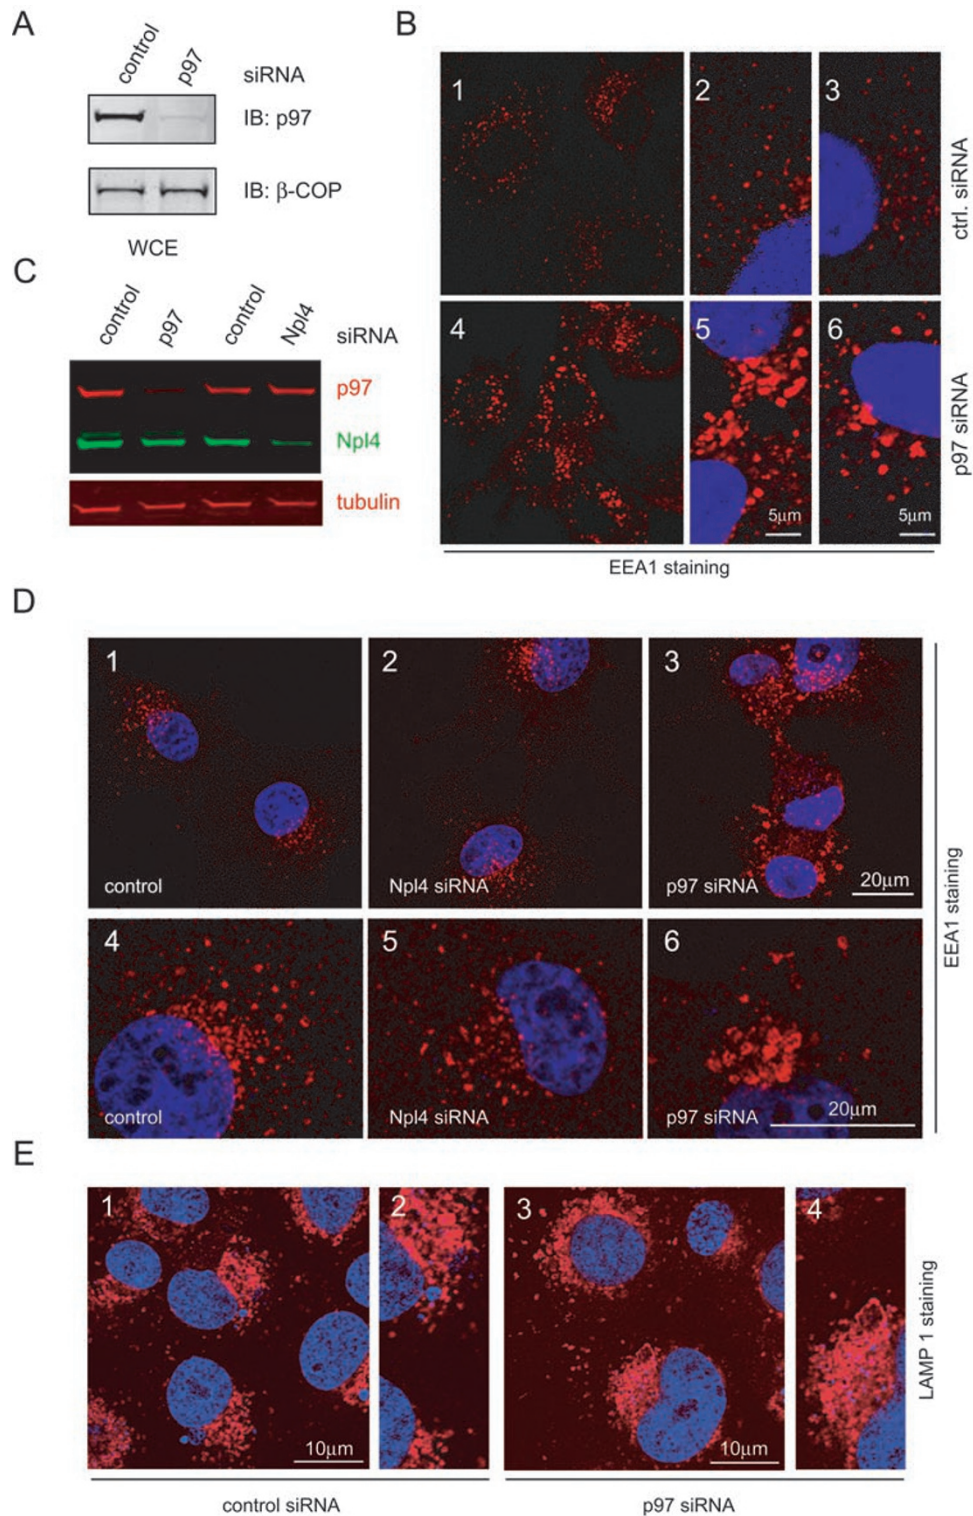 A
control
p97
siRNA
IB: p97
IB: β-COP
WCE
B
1
2
3
ctrl. siRNA
4
5
6
5μm
5μm
p97 siRNA
EEA1 staining
C
control
p97
control
Npl4
siRNA
p97
Npl4
tubulin
D
1
2
3
control
Npl4 siRNA
p97 siRNA
20μm
4
5
6
control
Npl4 siRNA
p97 siRNA
20μm
EEA1 staining
E
1
2
3
4
10μm
10μm
LAMP 1 staining
control siRNA
p97 siRNA